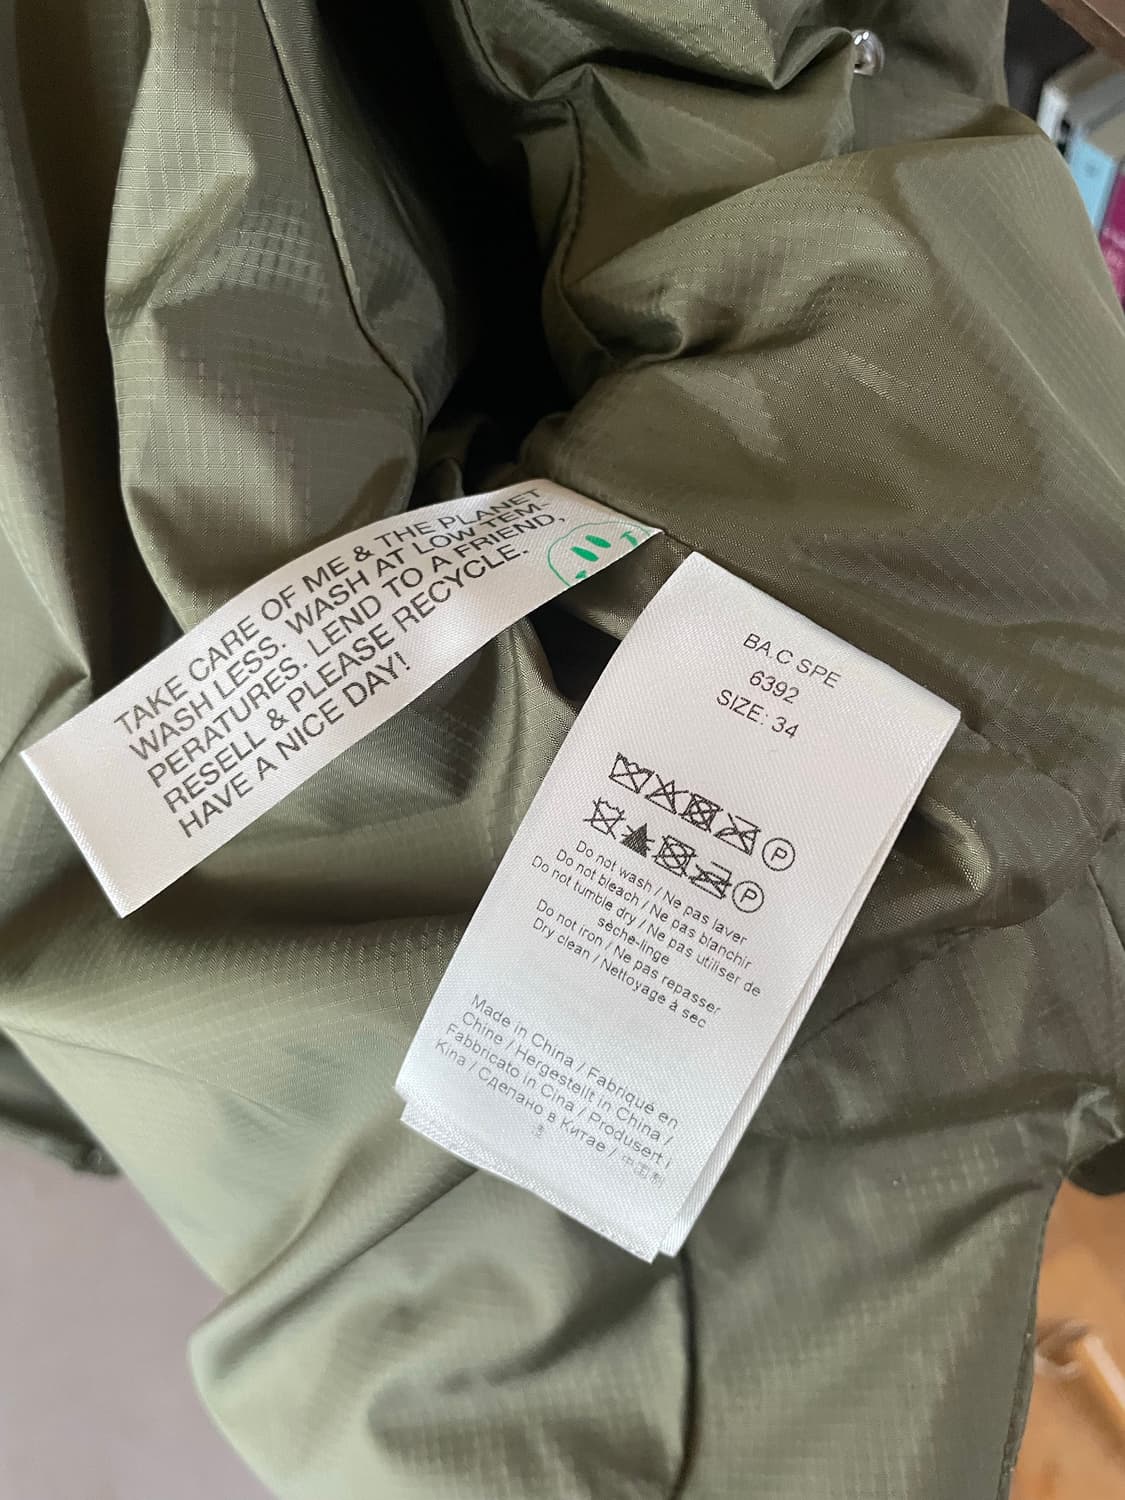 TAKE CARE OF ME & THE PLANET
WASH LESS. WASH AT LOW TEM-
PERATURES. LEND TO A FRIEND,
RESELL & PLEASE RECYCLE.
HAVE A NICE DAY!
BA.C SPE
6392
SIZE: 34
P
P
Do not wash / Ne pas laver
Do not bleach / Ne pas blanchir
Do not tumble dry / Ne pas utiliser de
sèche-linge
Do not iron / Ne pas repasser
Dry clean / Nettoyage à sec
Made in China / Fabriqué en
Chine / Hergestellt in China /
Fabbricato in Cina / Produsert i
Kina / Сделано в Китае / 中国制